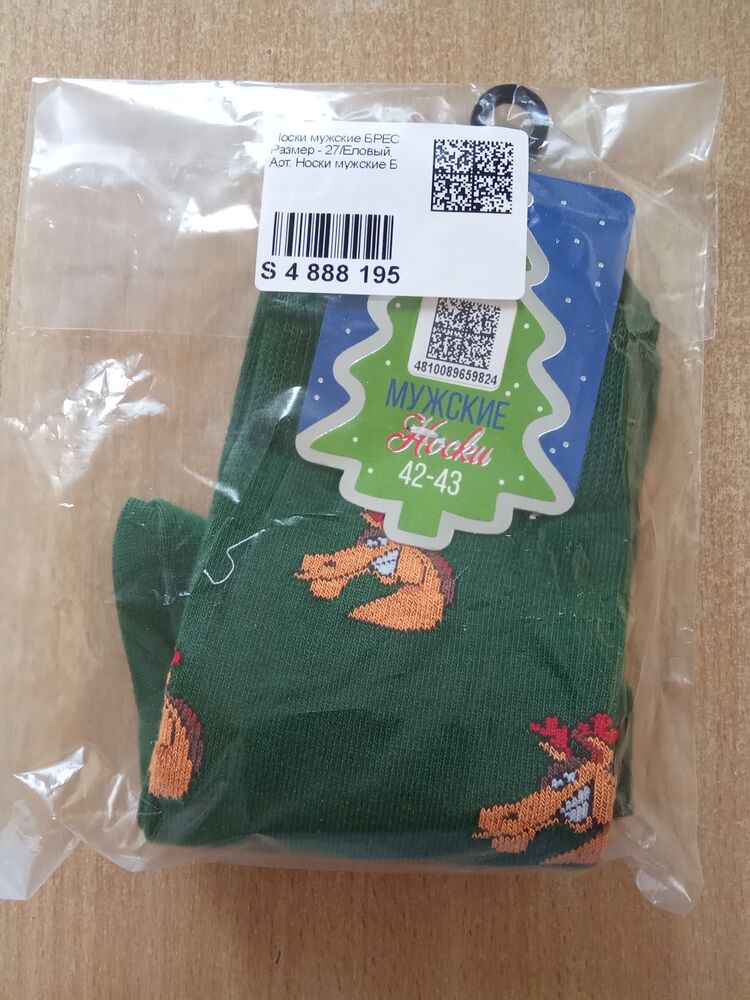 Носки мужские БРЕС
Размер - 27/Еловый,
Арт. Носки мужские Б
S 4 888 195
4810089659824
МУЖСКИЕ
Носки
42-43